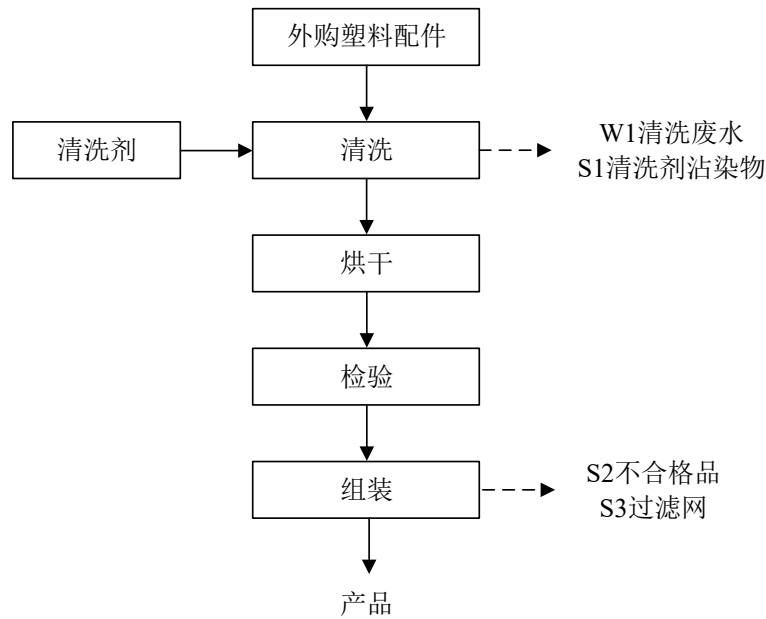 外购塑料配件
清洗剂
清洗
W1清洗废水
S1清洗剂沾染物
烘干
检验
组装
S2不合格品
S3过滤网
产品